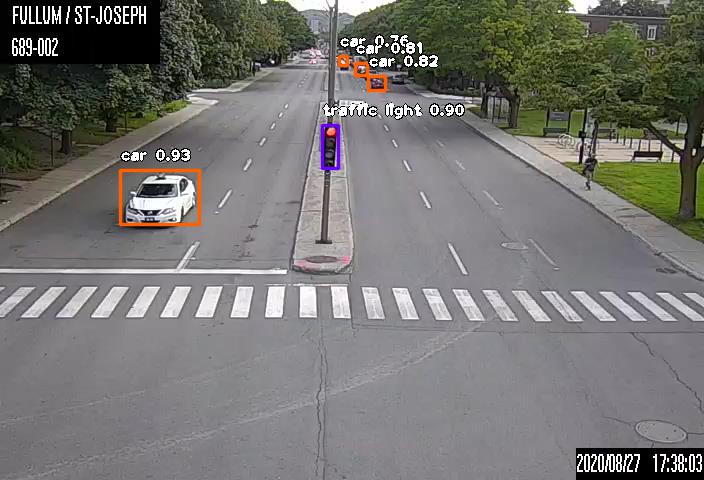 FULLUM / ST-JOSEPH
689-002
car 0.76
car 0.81
car 0.82
traffic light 0.90
car 0.93
2020/08/27 17:38:03